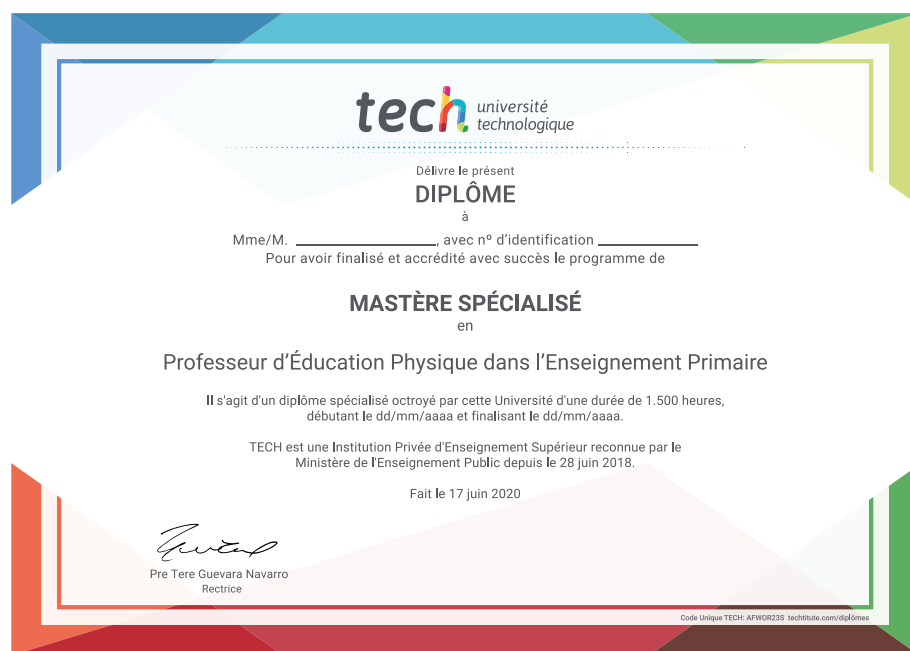 tech université
technologique
Délivre le présent
DIPLÔME
à
Mme/M. ____________________, avec nº d'identification ______________
Pour avoir finalisé et accrédité avec succès le programme de
MASTÈRE SPÉCIALISÉ
en
Professeur d'Éducation Physique dans l'Enseignement Primaire
Il s'agit d'un diplôme spécialisé octroyé par cette Université d'une durée de 1.500 heures,
débutant le dd/mm/aaaa et finalisant le dd/mm/aaaa.
TECH est une Institution Privée d'Enseignement Supérieur reconnue par le
Ministère de l'Enseignement Public depuis le 28 juin 2018.
Fait le 17 juin 2020
Pre Tere Guevara Navarro
Rectrice
Code Unique TECH: AFWOR23S techtitute.com/diplômes